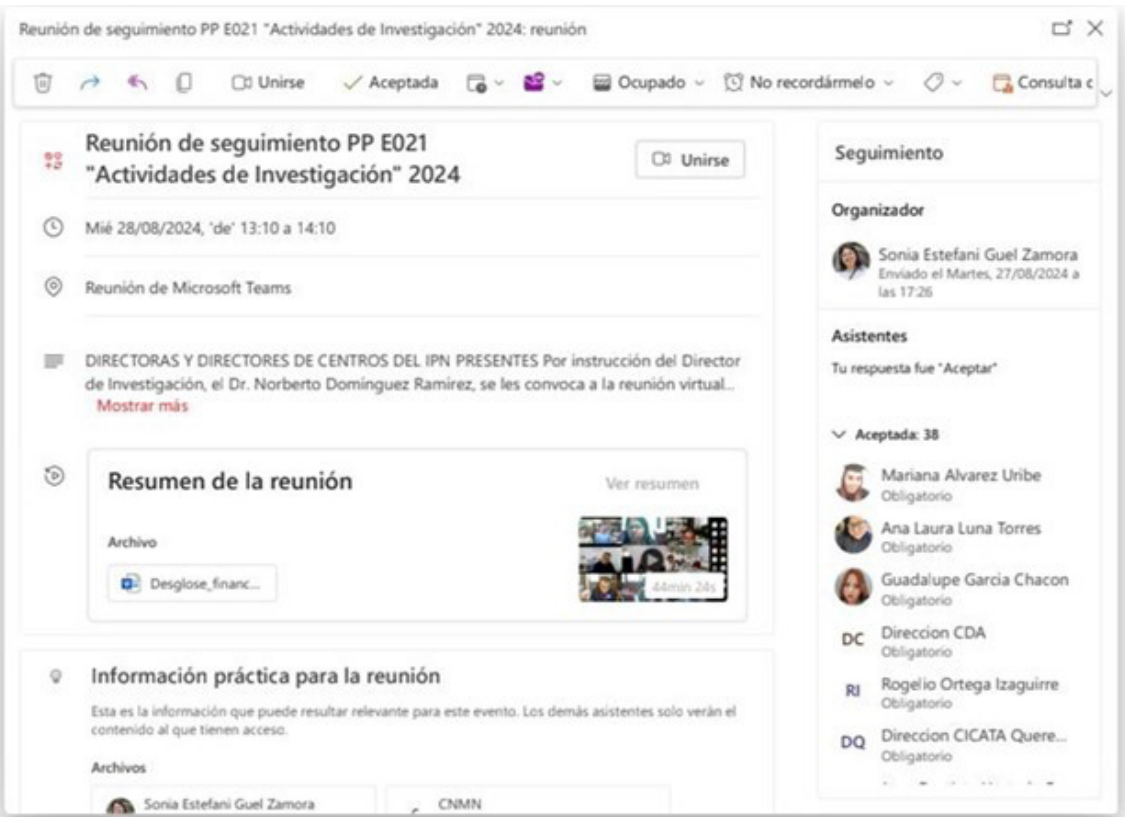 Reunión de seguimiento PP E021 "Actividades de Investigación" 2024: reunión
Unirse
Aceptada
Ocupado
No recordármelo
Consulta c
Reunión de seguimiento PP E021
"Actividades de Investigación" 2024
Unirse
Mié 28/08/2024, 'de' 13:10 a 14:10
Reunión de Microsoft Teams
DIRECTORAS Y DIRECTORES DE CENTROS DEL IPN PRESENTES Por instrucción del Director
de Investigación, el Dr. Norberto Domínguez Ramírez, se les convoca a la reunión virtual...
Mostrar más
Resumen de la reunión
Ver resumen
Archivo
Desglose_financ...
44min 24s
Información práctica para la reunión
Esta es la información que puede resultar relevante para este evento. Los demás asistentes solo verán el
contenido al que tienen acceso.
Archivos
Sonia Estefani Guel Zamora
CNMN
Seguimiento
Organizador
Sonia Estefani Guel Zamora
Enviado el Martes, 27/08/2024 a
las 17:26
Asistentes
Tu respuesta fue "Aceptar"
Aceptada: 38
Mariana Alvarez Uribe
Obligatorio
Ana Laura Luna Torres
Obligatorio
Guadalupe Garcia Chacon
Obligatorio
DC
Direccion CDA
Obligatorio
RI
Rogelio Ortega Izaguirre
Obligatorio
DQ
Direccion CICATA Quere...
Obligatorio